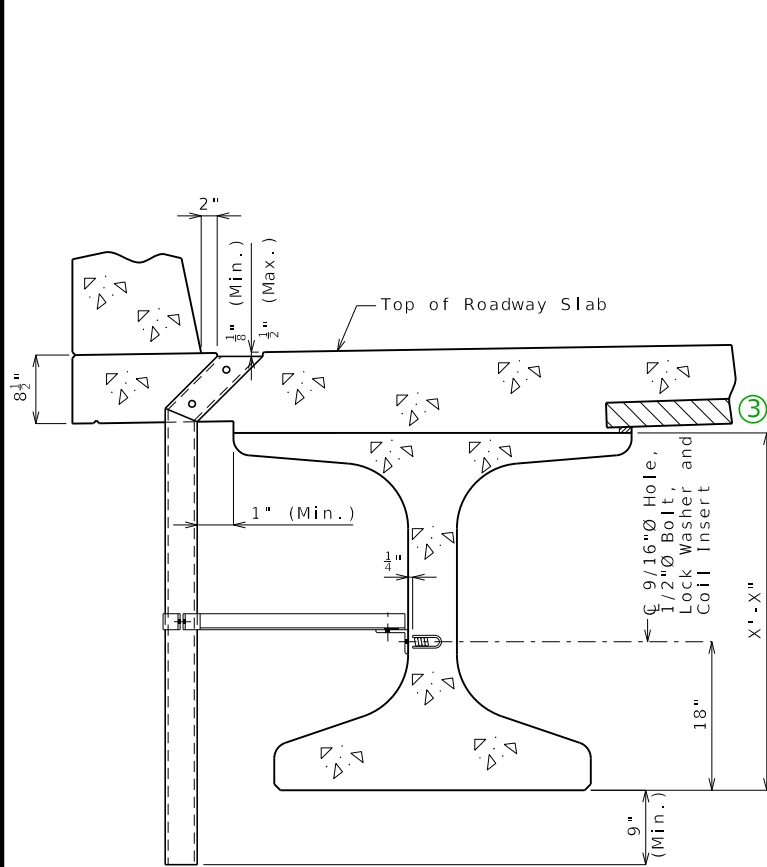 2"
1/8" (Min.)
1/2" (Max.)
Top of Roadway Slab
8 1/2"
③
1" (Min.)
1/4"
℄ 9/16"Ø Hole,
1/2"Ø Bolt,
Lock Washer and
Coil Insert
X'-X"
18"
9"
(Min.)